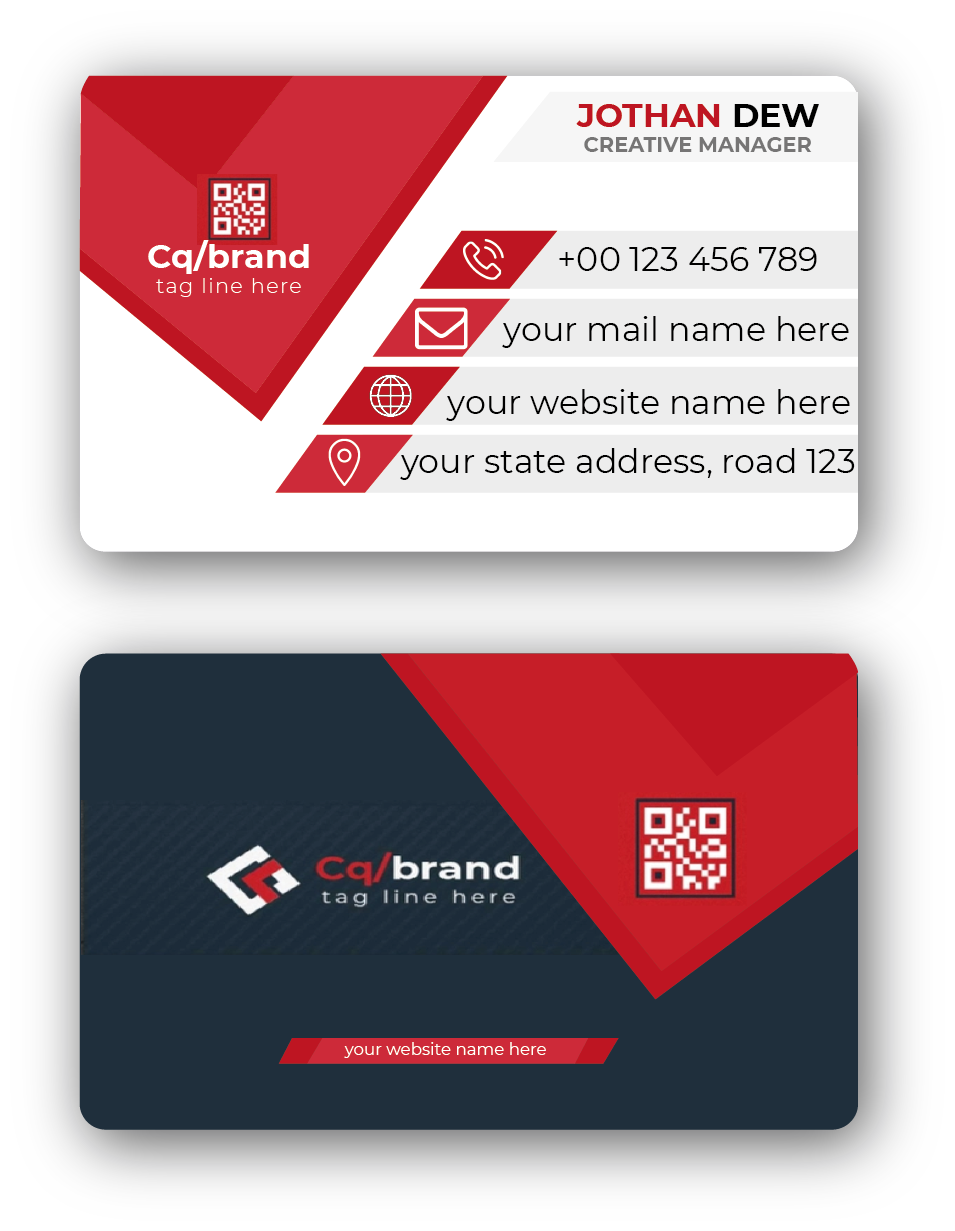 JOTHAN DEW
CREATIVE MANAGER
Cq/brand
tag line here
+00 123 456 789
your mail name here
your website name here
your state address, road 123
Cq/brand
tag line here
your website name here